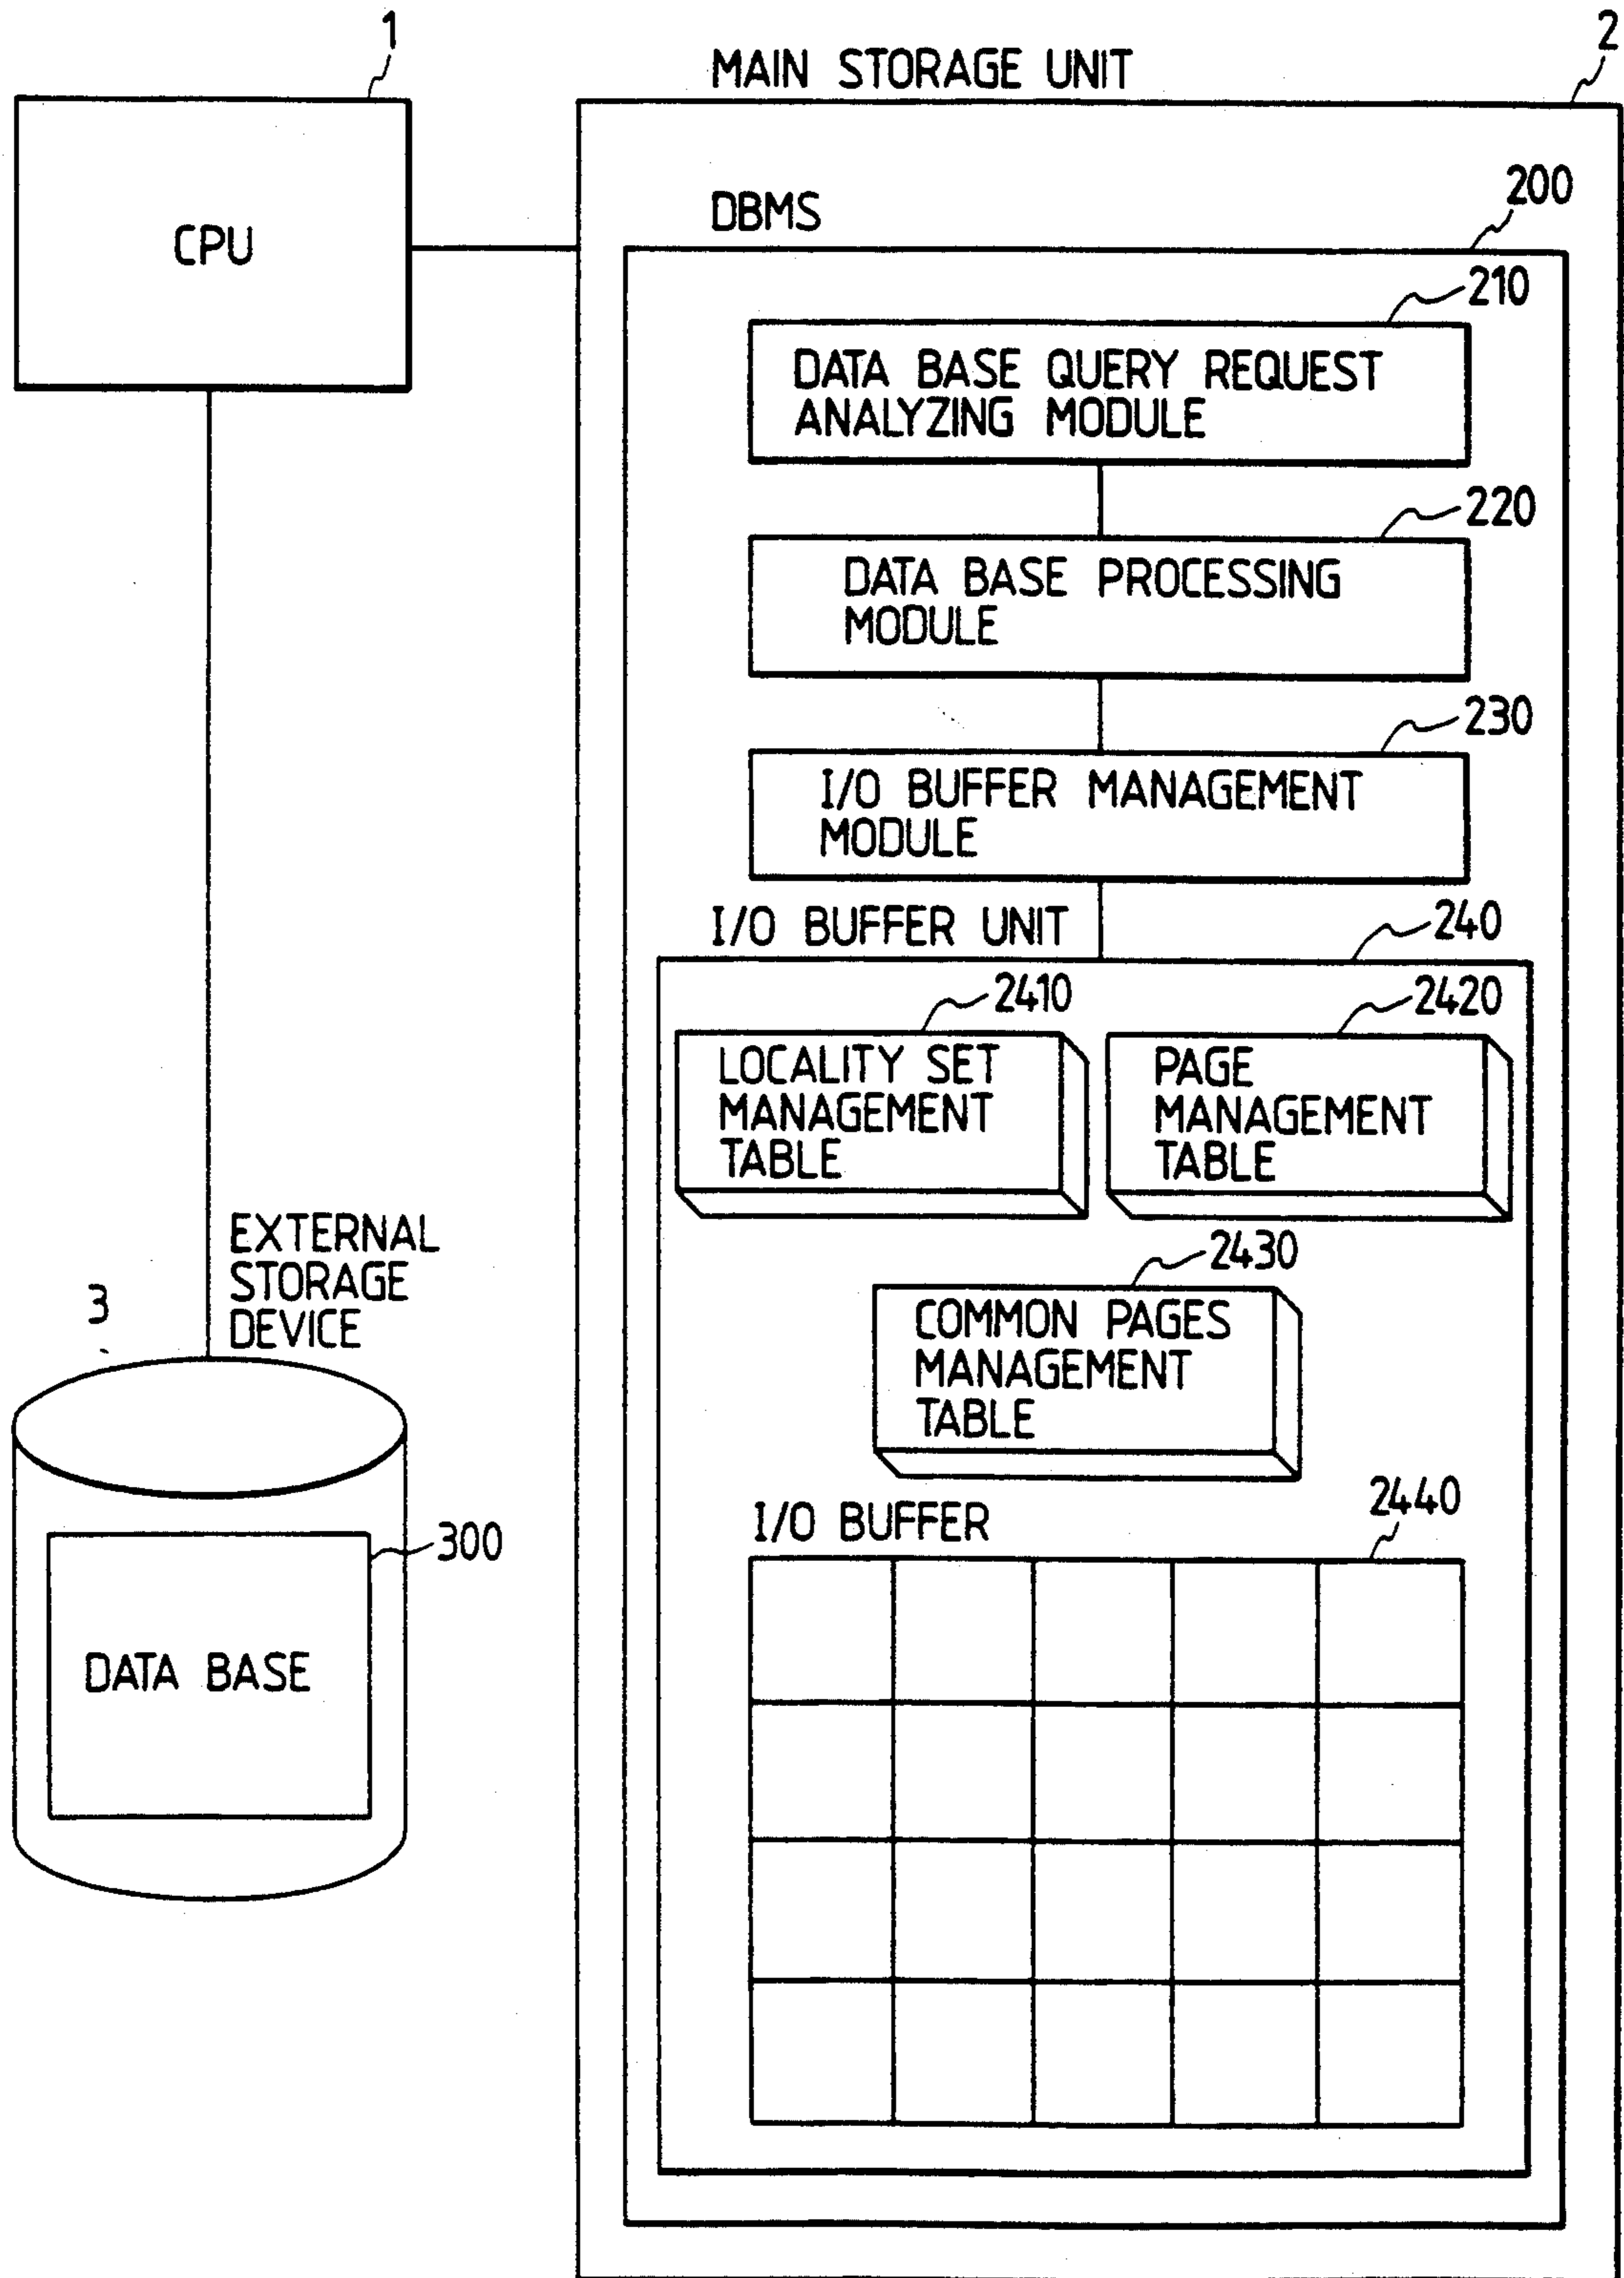 1
2
MAIN STORAGE UNIT
CPU
DBMS
200
210
DATA BASE QUERY REQUEST
ANALYZING MODULE
220
DATA BASE PROCESSING
MODULE
230
I/O BUFFER MANAGEMENT
MODULE
I/O BUFFER UNIT
240
2410
2420
LOCALITY SET
MANAGEMENT
TABLE
PAGE
MANAGEMENT
TABLE
2430
COMMON PAGES
MANAGEMENT
TABLE
EXTERNAL
STORAGE
DEVICE
3
I/O BUFFER
2440
300
DATA BASE